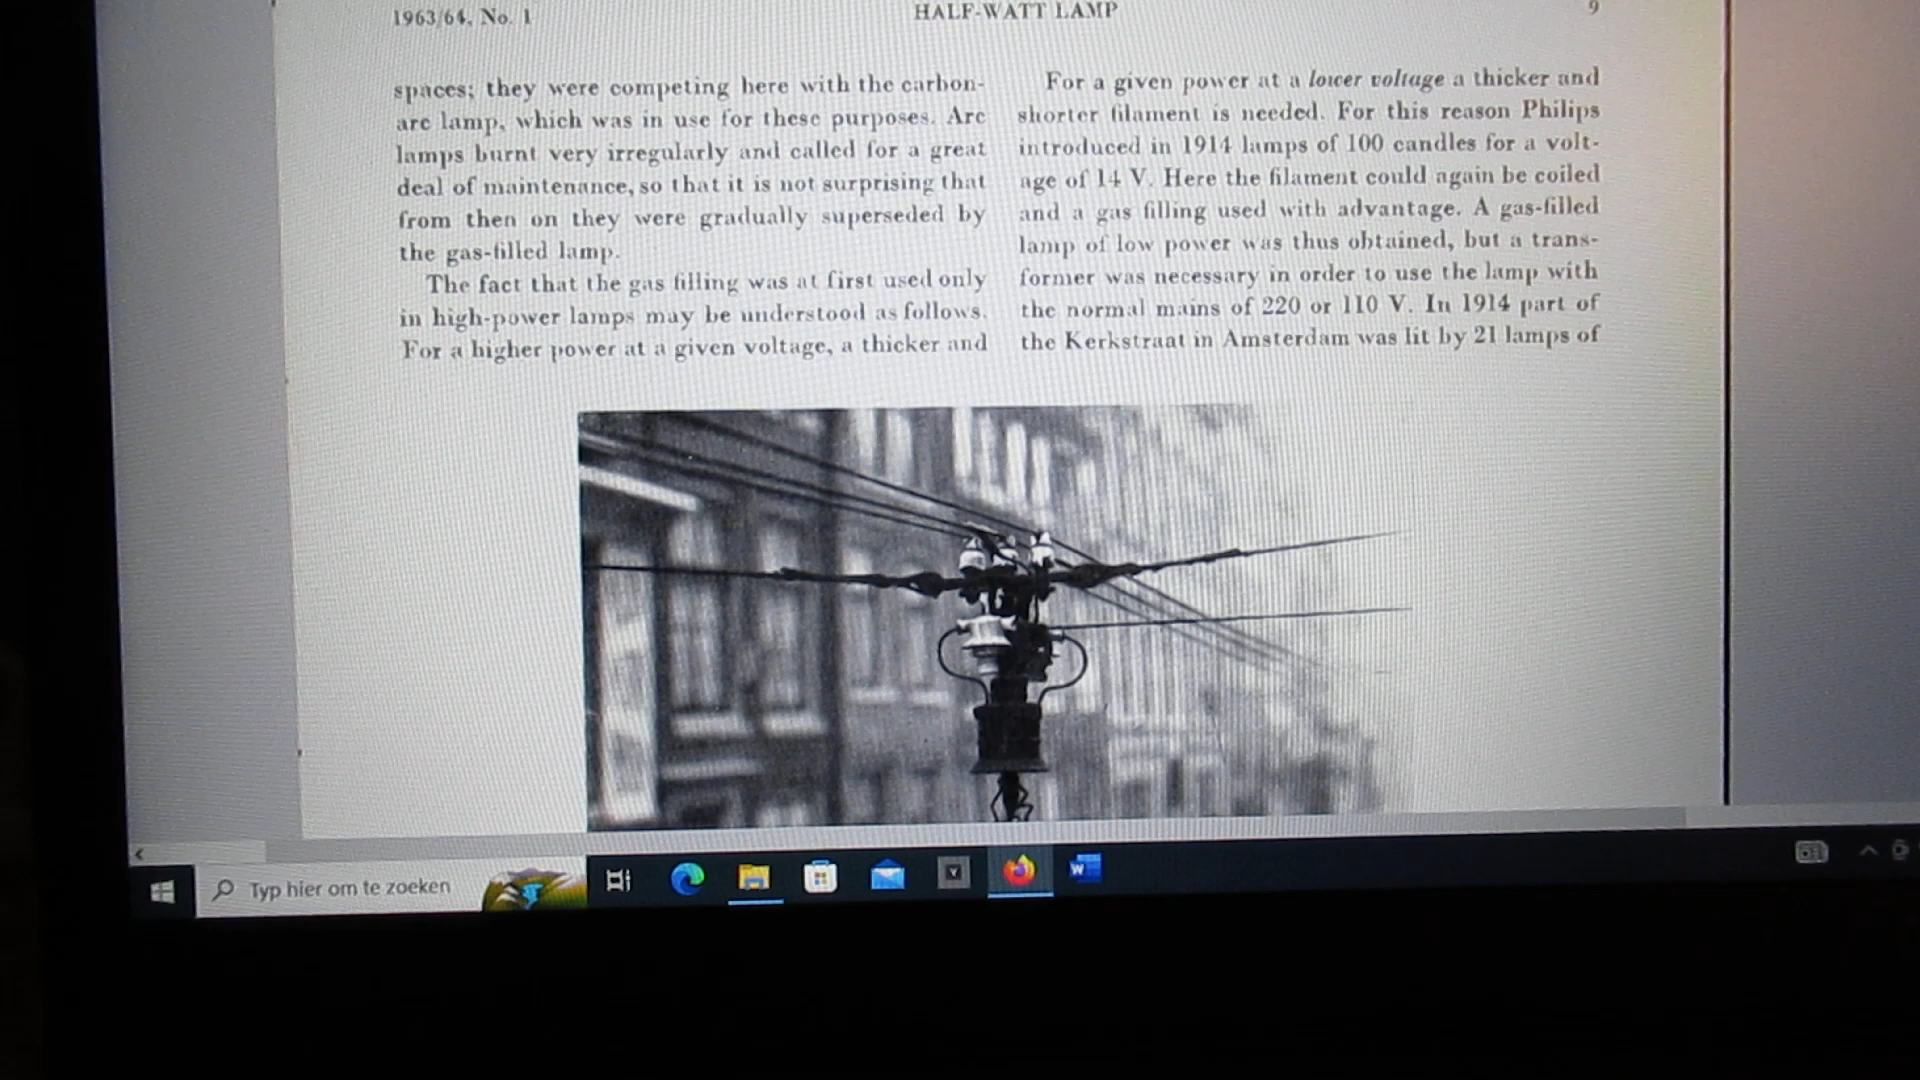 1963/64, No. 1
HALF-WATT LAMP
9
spaces; they were competing here with the carbon-
arc lamp, which was in use for these purposes. Arc
lamps burnt very irregularly and called for a great
deal of maintenance, so that it is not surprising that
from then on they were gradually superseded by
the gas-filled lamp.
The fact that the gas filling was at first used only
in high-power lamps may be understood as follows.
For a higher power at a given voltage, a thicker and
For a given power at a lower voltage a thicker and
shorter filament is needed. For this reason Philips
introduced in 1914 lamps of 100 candles for a volt-
age of 14 V. Here the filament could again be coiled
and a gas filling used with advantage. A gas-filled
lamp of low power was thus obtained, but a trans-
former was necessary in order to use the lamp with
the normal mains of 220 or 110 V. In 1914 part of
the Kerkstraat in Amsterdam was lit by 21 lamps of
Typ hier om te zoeken
W